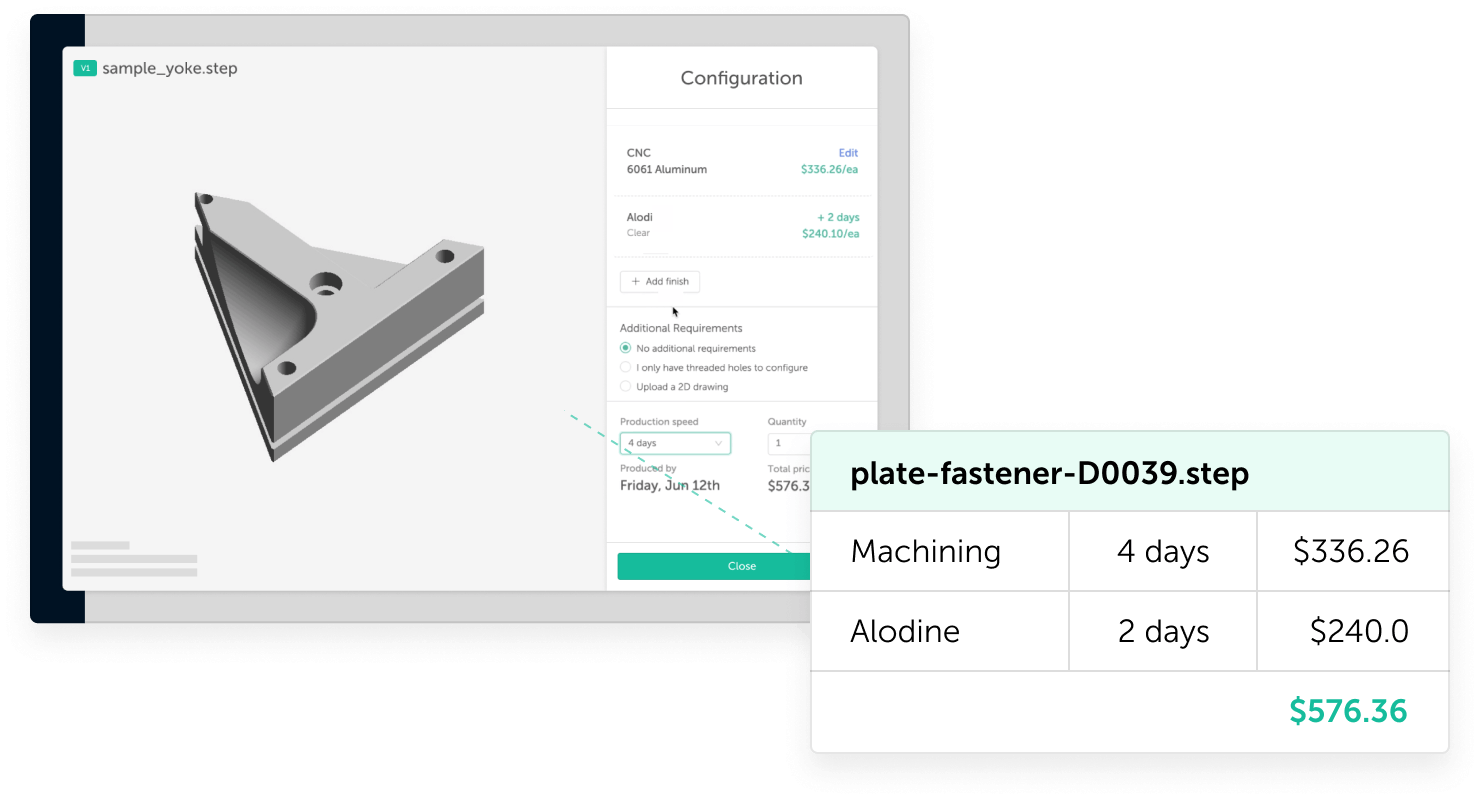 V1 sample_yoke.step
Configuration
CNC Edit
6061 Aluminum $336.26/ea
Alodi + 2 days
Clear $240.10/ea
+ Add finish
Additional Requirements
No additional requirements
I only have threaded holes to configure
Upload a 2D drawing
Production speed Quantity
4 days 1
Produced by Total pric
Friday, Jun 12th $576.3
Close
plate-fastener-D0039.step
Machining 4 days $336.26
Alodine 2 days $240.0
$576.36